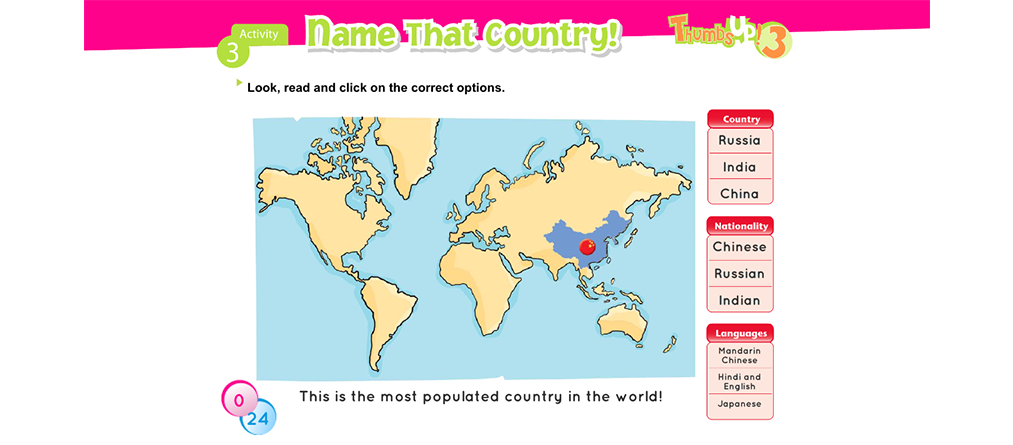 Activity
3
Name That Country!
Thumbs Up! 3
Look, read and click on the correct options.
Country
Russia
India
China
Nationality
Chinese
Russian
Indian
Languages
Mandarin
Chinese
Hindi and
English
Japanese
0
24
This is the most populated country in the world!